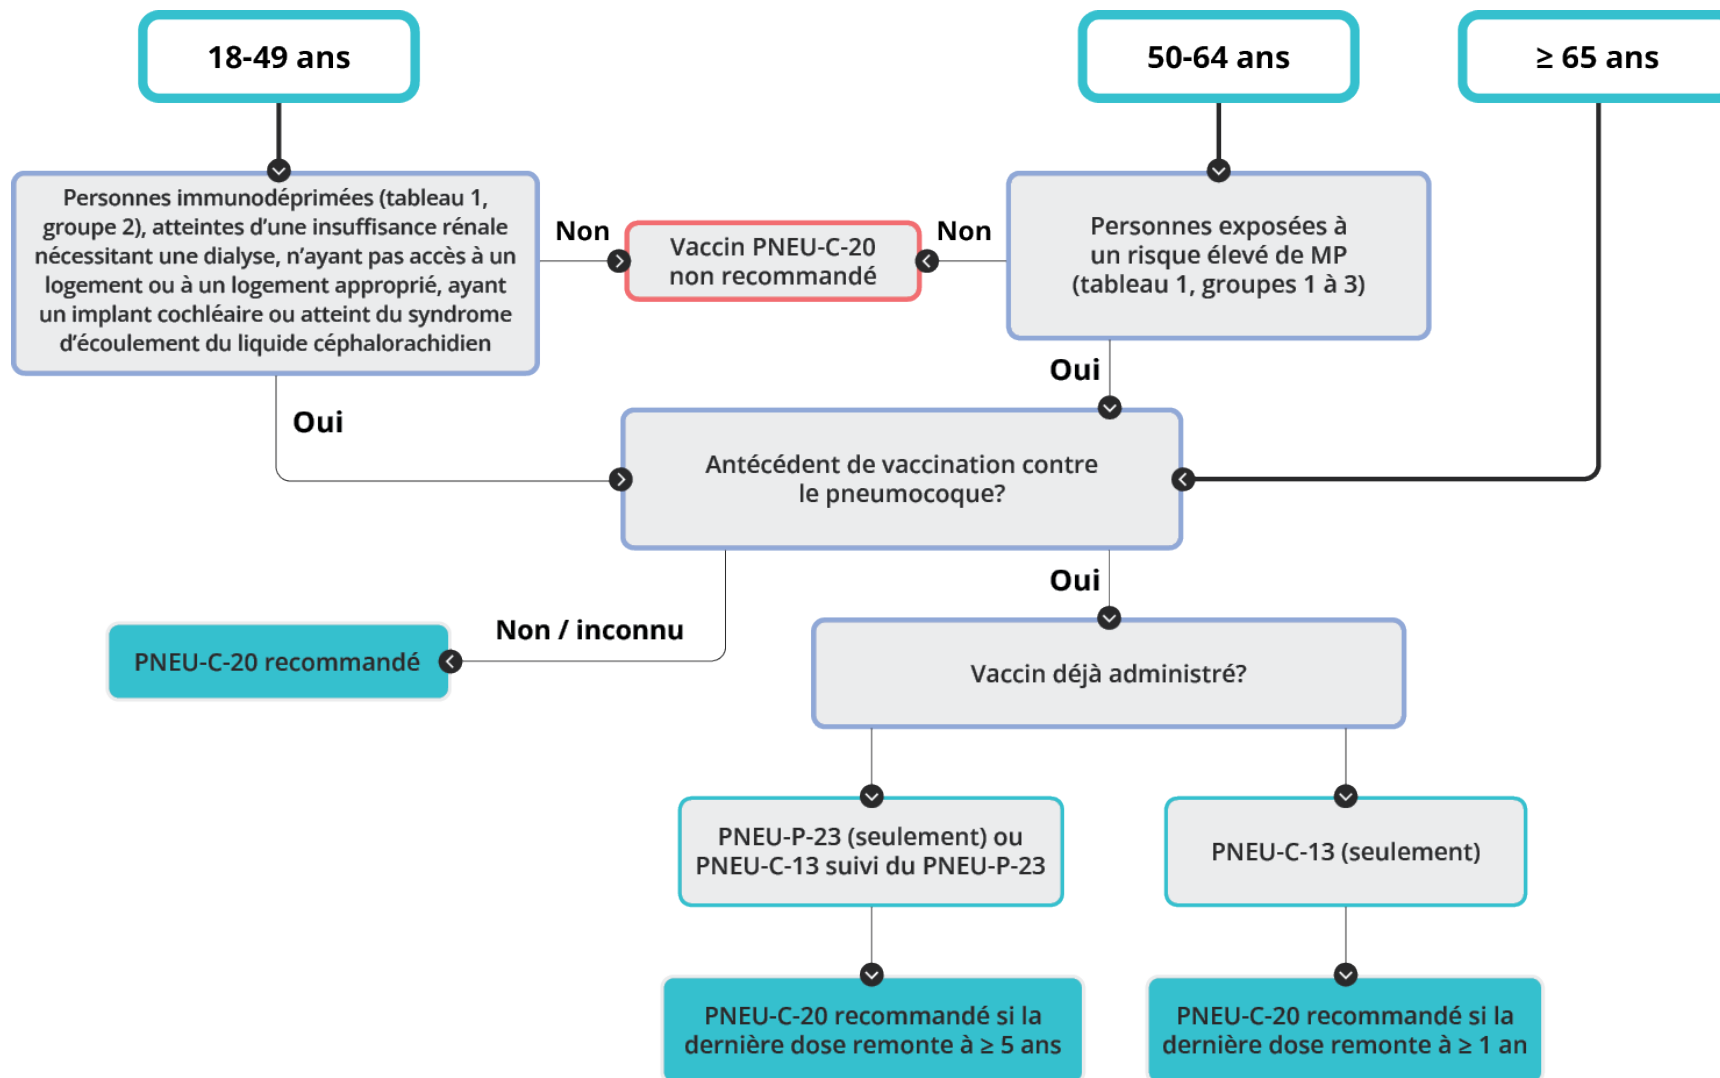 18-49 ans
50-64 ans
≥ 65 ans
Personnes immunodéprimées (tableau 1,
groupe 2), atteintes d’une insuffisance rénale
nécessitant une dialyse, n’ayant pas accès à un
logement ou à un logement approprié, ayant
un implant cochléaire ou atteint du syndrome
d’écoulement du liquide céphalorachidien
Non
Vaccin PNEU-C-20
non recommandé
Non
Personnes exposées à
un risque élevé de MP
(tableau 1, groupes 1 à 3)
Oui
Oui
Antécédent de vaccination contre
le pneumocoque?
Oui
Non / inconnu
PNEU-C-20 recommandé
Vaccin déjà administré?
PNEU-P-23 (seulement) ou
PNEU-C-13 suivi du PNEU-P-23
PNEU-C-13 (seulement)
PNEU-C-20 recommandé si la
dernière dose remonte à ≥ 5 ans
PNEU-C-20 recommandé si la
dernière dose remonte à ≥ 1 an